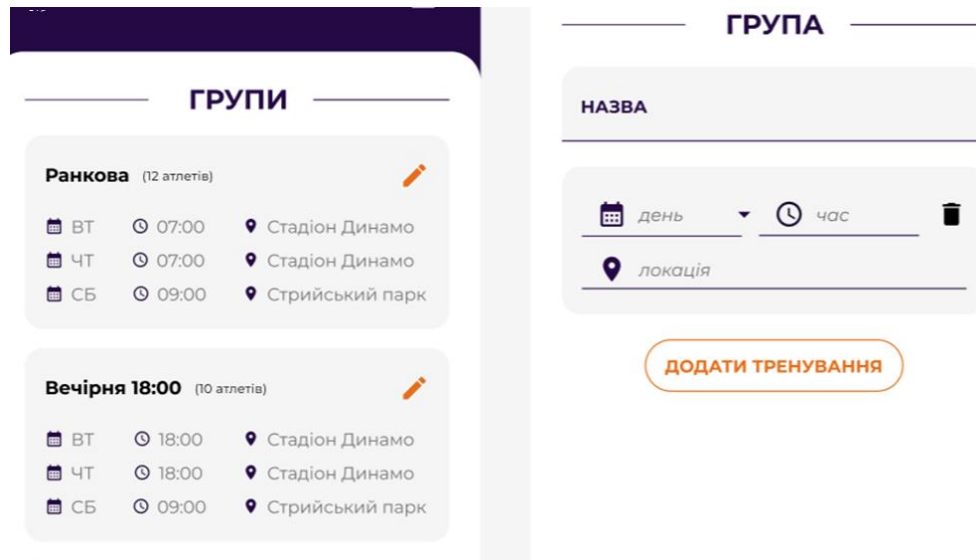 ГРУПИ
Ранкова (12 атлетів)
ВТ 07:00 Стадіон Динамо
ЧТ 07:00 Стадіон Динамо
СБ 09:00 Стрийський парк
Вечірня 18:00 (10 атлетів)
ВТ 18:00 Стадіон Динамо
ЧТ 18:00 Стадіон Динамо
СБ 09:00 Стрийський парк
ГРУПА
НАЗВА
день час
локація
ДОДАТИ ТРЕНУВАННЯ